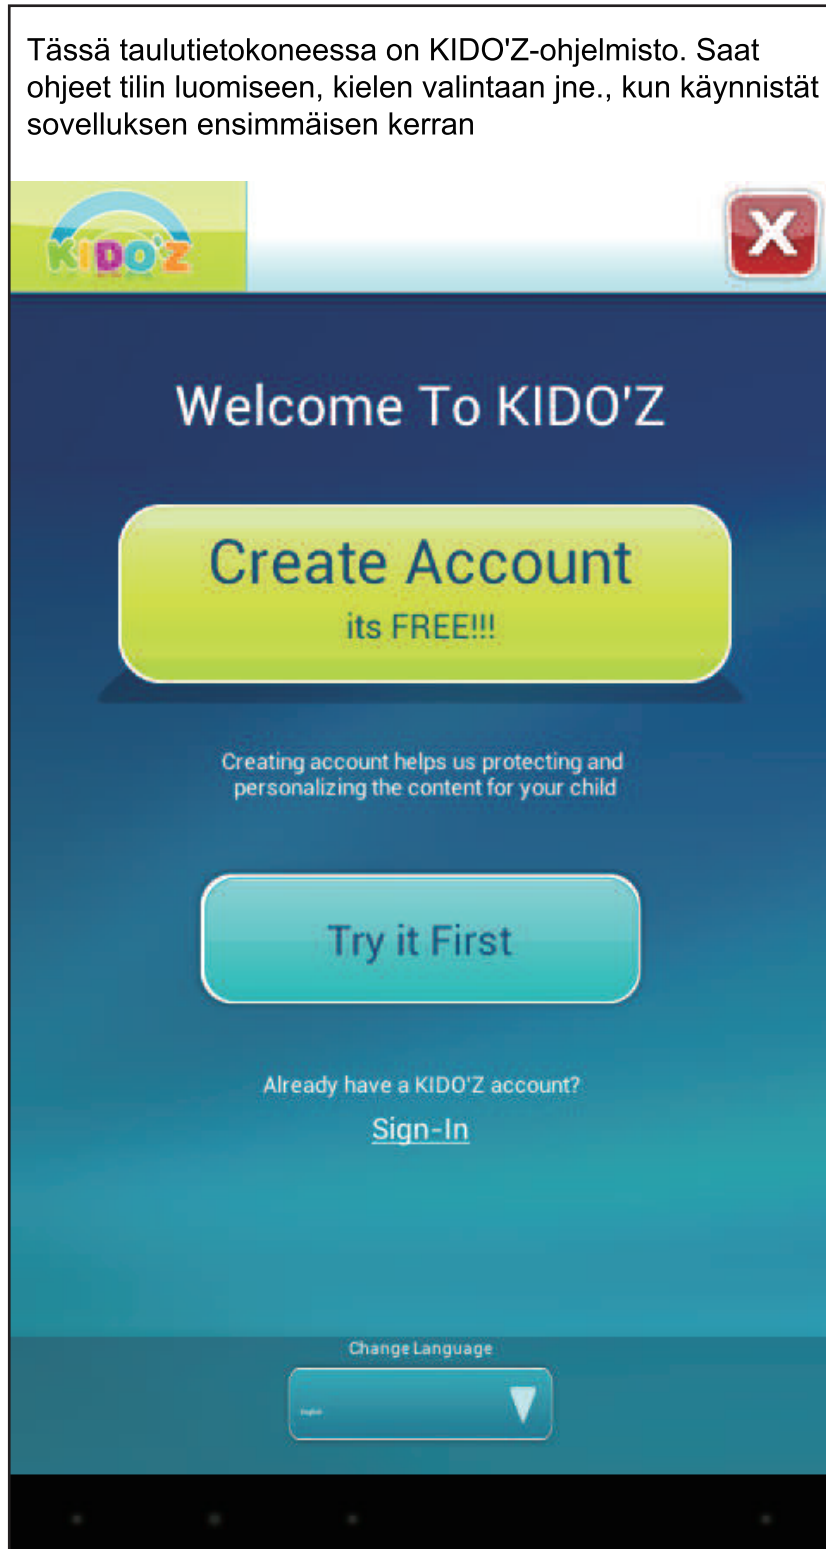 Tässä taulutietokoneessa on KIDO'Z-ohjelmisto. Saat
ohjeet tilin luomiseen, kielen valintaan jne., kun käynnistät
sovelluksen ensimmäisen kerran
KIDO'Z
X
Welcome To KIDO'Z
Create Account
its FREE!!!
Creating account helps us protecting and
personalizing the content for your child
Try it First
Already have a KIDO'Z account?
Sign-In
Change Language
English